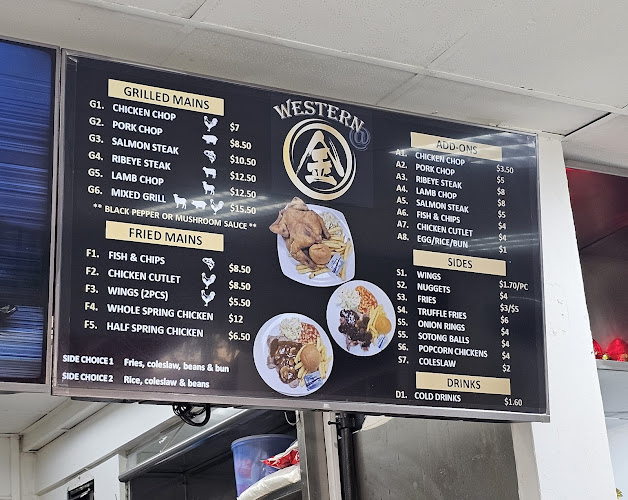 GRILLED MAINS
G1. CHICKEN CHOP $7
G2. PORK CHOP $8.50
G3. SALMON STEAK $10.50
G4. RIBEYE STEAK $12.50
G5. LAMB CHOP $12.50
G6. MIXED GRILL $15.50
** BLACK PEPPER OR MUSHROOM SAUCE **
FRIED MAINS
F1. FISH & CHIPS $8.50
F2. CHICKEN CUTLET $8.50
F3. WINGS (2PCS) $5.50
F4. WHOLE SPRING CHICKEN $12
F5. HALF SPRING CHICKEN $6.50
SIDE CHOICE 1 Fries, coleslaw, beans & bun
SIDE CHOICE 2 Rice, coleslaw & beans
WESTERN
金
ADD-ONS
A1. CHICKEN CHOP $3.50
A2. PORK CHOP $5
A3. RIBEYE STEAK $8
A4. LAMB CHOP $8
A5. SALMON STEAK $5
A6. FISH & CHIPS $4
A7. CHICKEN CUTLET $4
A8. EGG/RICE/BUN $1
SIDES
S1. WINGS $1.70/PC
S2. NUGGETS $4
S3. FRIES $3/$5
S4. TRUFFLE FRIES $6
S5. ONION RINGS $4
S5. SOTONG BALLS $4
S6. POPCORN CHICKENS $4
S7. COLESLAW $2
DRINKS
D1. COLD DRINKS $1.60